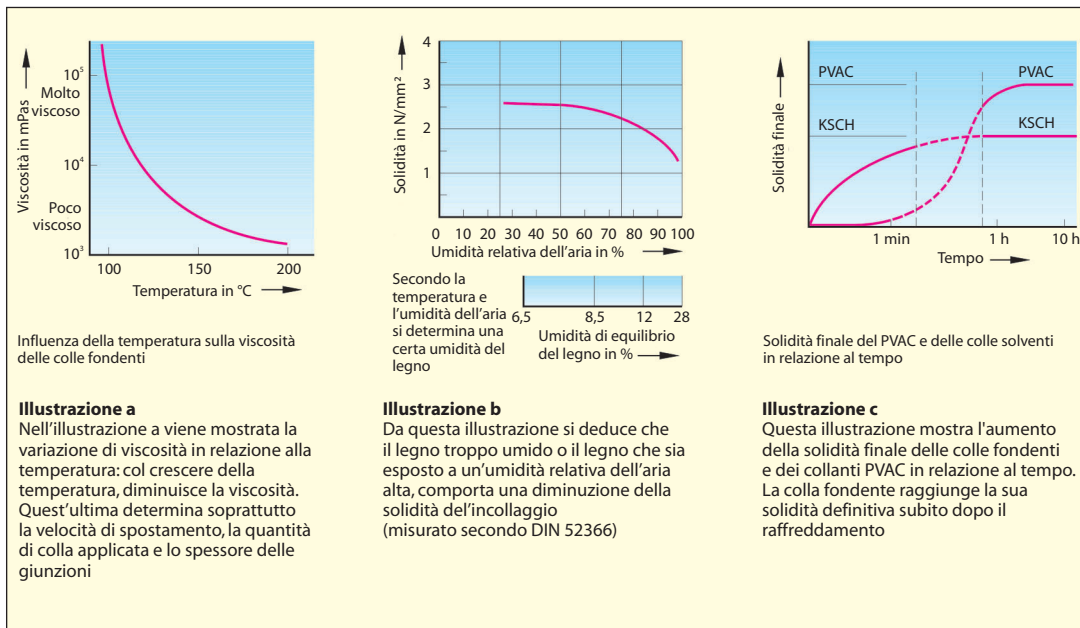 Viscosità in mPas
10⁵
Molto
viscoso
10⁴
Poco
viscoso
10³
100 150 200
Temperatura in °C
Influenza della temperatura sulla viscosità
delle colle fondenti
Illustrazione a
Nell'illustrazione a viene mostrata la
variazione di viscosità in relazione alla
temperatura: col crescere della
temperatura, diminuisce la viscosità.
Quest'ultima determina soprattutto
la velocità di spostamento, la quantità
di colla applicata e lo spessore delle
giunzioni
Solidità in N/mm⁻²
4
3
2
1
0 10 20 30 40 50 60 70 80 90 100
Umidità relativa dell'aria in %
Secondo la
temperatura e
l'umidità dell'aria
si determina una
certa umidità del
legno
6,5 8,5 12 28
Umidità di equilibrio
del legno in %
Illustrazione b
Da questa illustrazione si deduce che
il legno troppo umido o il legno che sia
esposto a un'umidità relativa dell'aria
alta, comporta una diminuzione della
solidità del'incollaggio
(misurato secondo DIN 52366)
Solidità finale
PVAC PVAC
KSCH KSCH
1 min 1 h 10 h
Tempo
Solidità finale del PVAC e delle colle solventi
in relazione al tempo
Illustrazione c
Questa illustrazione mostra l'aumento
della solidità finale delle colle fondenti
e dei collanti PVAC in relazione al tempo.
La colla fondente raggiunge la sua
solidità definitiva subito dopo il
raffreddamento